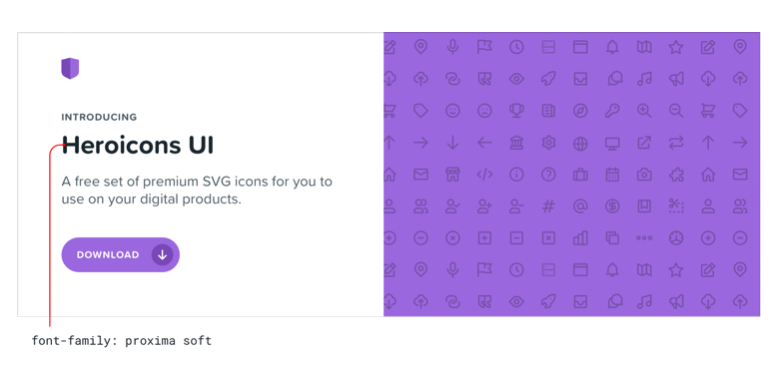 INTRODUCING
Heroicons UI
A free set of premium SVG icons for you to
use on your digital products.
DOWNLOAD
font-family: proxima soft